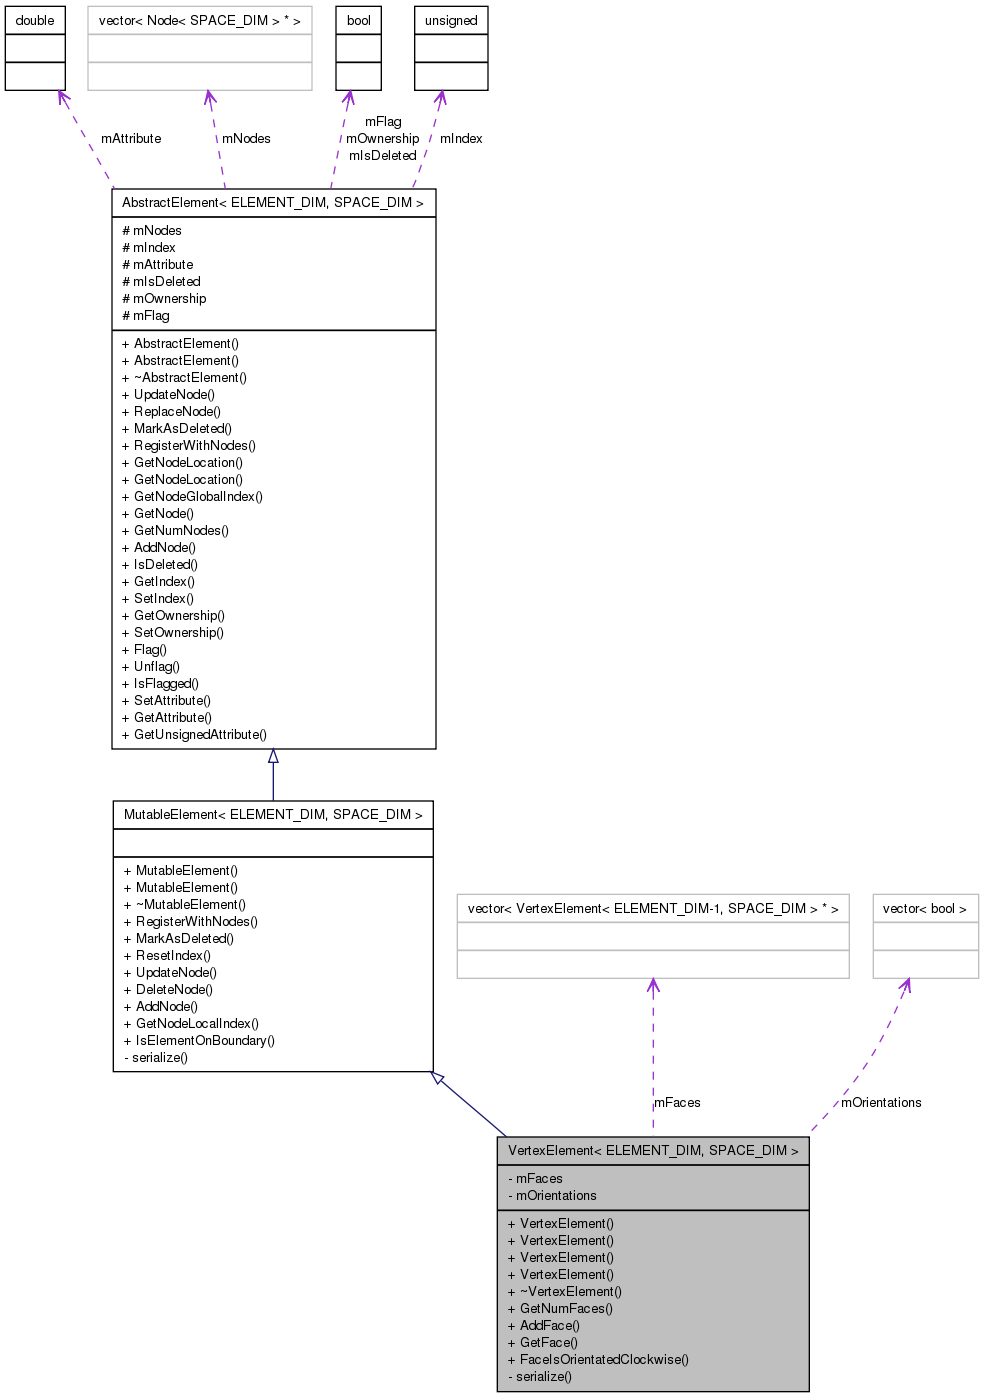 double
vector< Node< SPACE_DIM > * >
bool
unsigned
mAttribute
mNodes
mFlag
mOwnership
mIsDeleted
mIndex
AbstractElement< ELEMENT_DIM, SPACE_DIM >
# mNodes
# mIndex
# mAttribute
# mIsDeleted
# mOwnership
# mFlag
+ AbstractElement()
+ AbstractElement()
+ ~AbstractElement()
+ UpdateNode()
+ ReplaceNode()
+ MarkAsDeleted()
+ RegisterWithNodes()
+ GetNodeLocation()
+ GetNodeLocation()
+ GetNodeGlobalIndex()
+ GetNode()
+ GetNumNodes()
+ AddNode()
+ IsDeleted()
+ GetIndex()
+ SetIndex()
+ GetOwnership()
+ SetOwnership()
+ Flag()
+ Unflag()
+ IsFlagged()
+ SetAttribute()
+ GetAttribute()
+ GetUnsignedAttribute()
MutableElement< ELEMENT_DIM, SPACE_DIM >
+ MutableElement()
+ MutableElement()
+ ~MutableElement()
+ RegisterWithNodes()
+ MarkAsDeleted()
+ ResetIndex()
+ UpdateNode()
+ DeleteNode()
+ AddNode()
+ GetNodeLocalIndex()
+ IsElementOnBoundary()
- serialize()
vector< VertexElement< ELEMENT_DIM-1, SPACE_DIM > * >
vector< bool >
mFaces
mOrientations
VertexElement< ELEMENT_DIM, SPACE_DIM >
- mFaces
- mOrientations
+ VertexElement()
+ VertexElement()
+ VertexElement()
+ VertexElement()
+ ~VertexElement()
+ GetNumFaces()
+ AddFace()
+ GetFace()
+ FaceIsOrientatedClockwise()
- serialize()